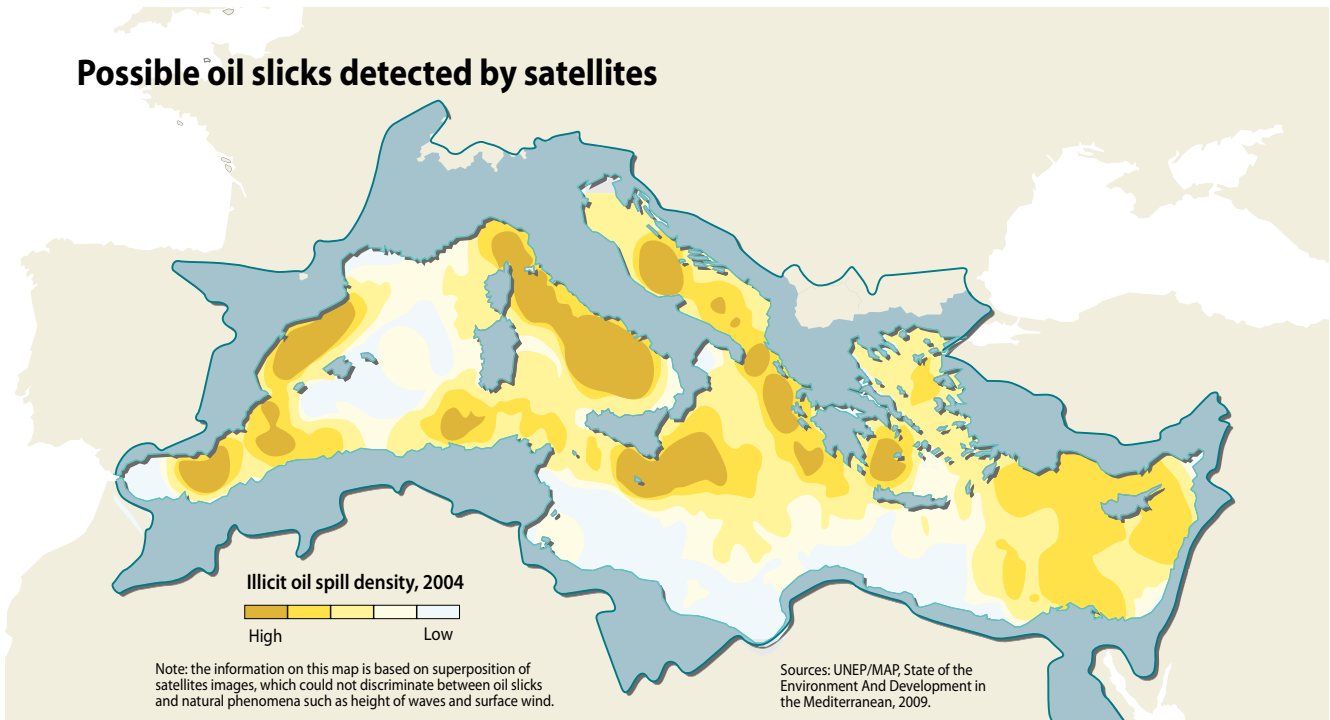 Possible oil slicks detected by satellites
Illicit oil spill density, 2004
High
Low
Note: the information on this map is based on superposition of
satellites images, which could not discriminate between oil slicks
and natural phenomena such as height of waves and surface wind.
Sources: UNEP/MAP, State of the
Environment And Development in
the Mediterranean, 2009.